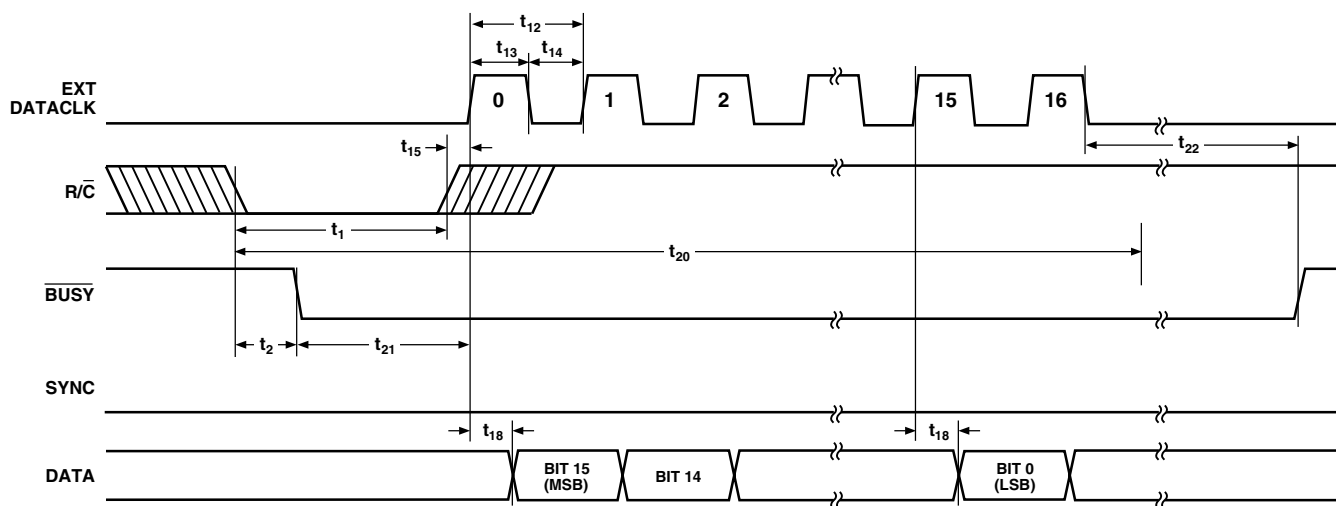 t12
t13 t14
EXT
DATACLK
0 1 2 15 16
t15
t22
R/C̅
t1
t20
B̅U̅S̅Y̅
t2 t21
SYNC
t18 t18
DATA
BIT 15
(MSB)
BIT 14
BIT 0
(LSB)